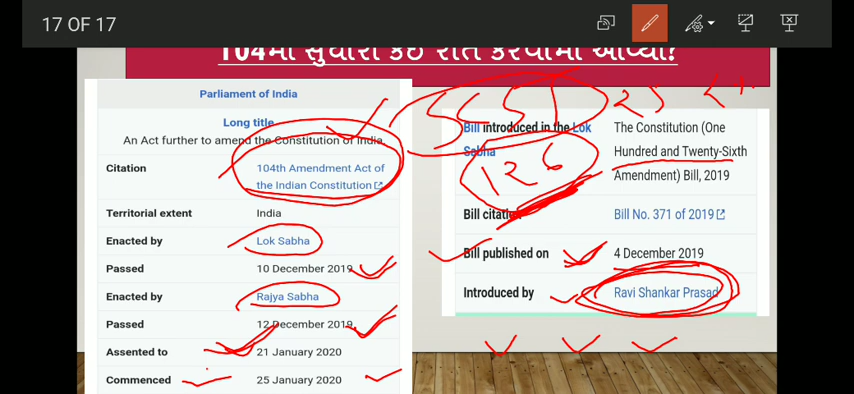 17 OF 17
104મા સુધારા કઇ રીતે કરવામાં આવ્યા?
Parliament of India
Long title
An Act further to amend the Constitution of India.
Citation 104th Amendment Act of the Indian Constitution
Territorial extent India
Enacted by Lok Sabha
Passed 10 December 2019
Enacted by Rajya Sabha
Passed 12 December 2019
Assented to 21 January 2020
Commenced 25 January 2020
Bill introduced in the Lok Sabha The Constitution (One Hundred and Twenty-Sixth Amendment) Bill, 2019
126
Bill citation Bill No. 371 of 2019
Bill published on 4 December 2019
Introduced by Ravi Shankar Prasad